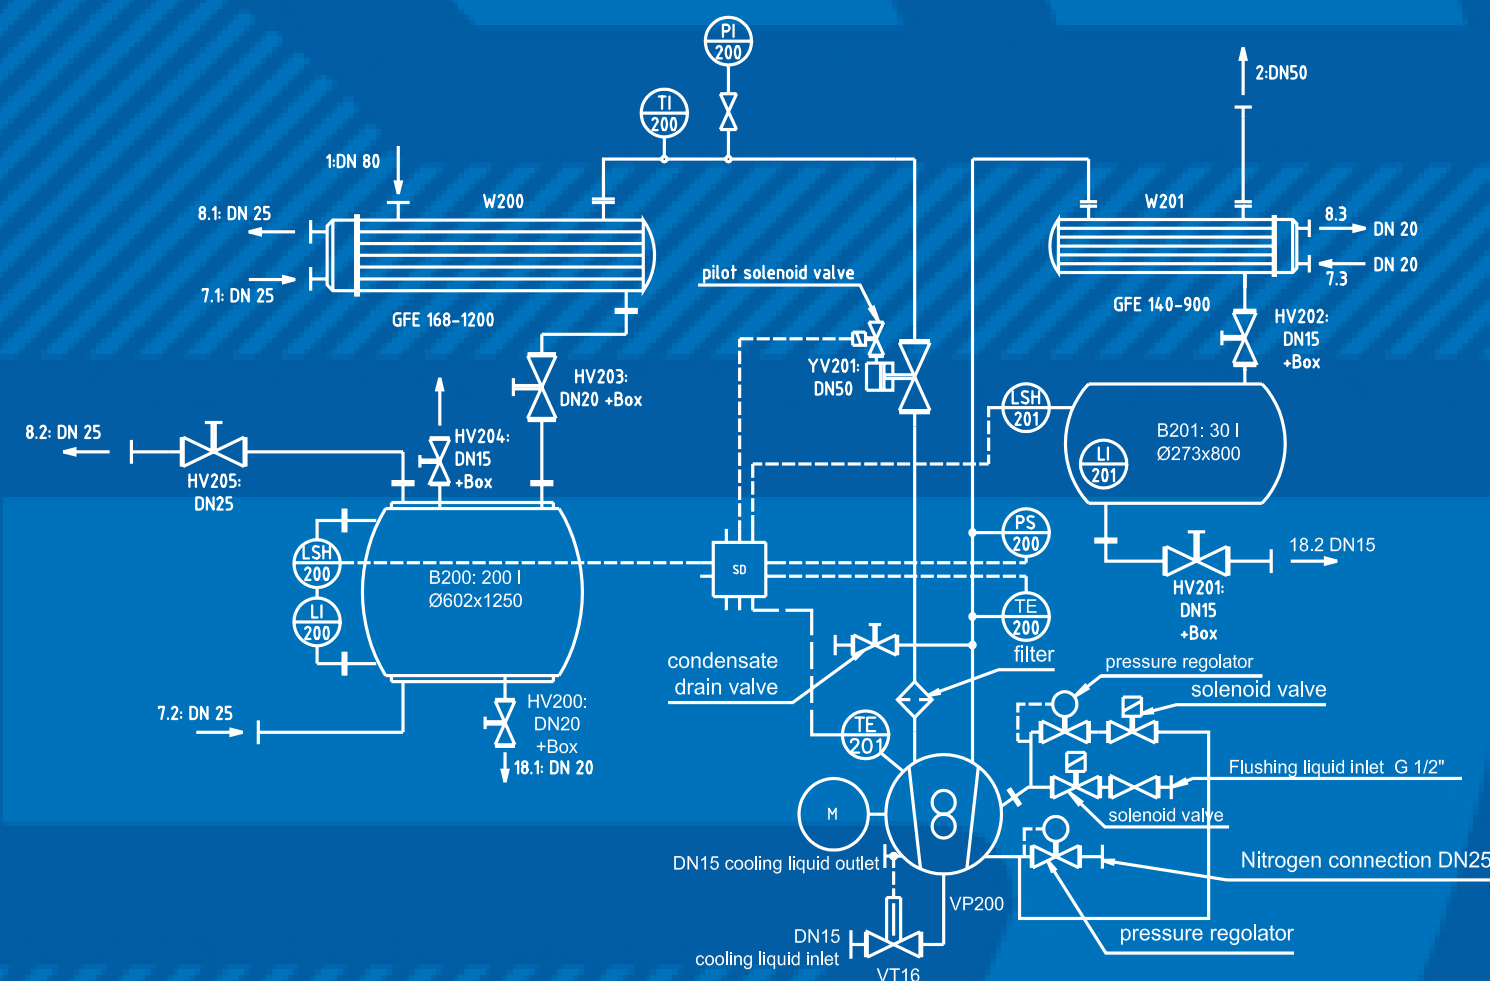 PI
200
TI
200
2:DN50
1:DN 80
W200
W201
8.1: DN 25
7.1: DN 25
8.3
DN 20
DN 20
7.3
pilot solenoid valve
GFE 168-1200
GFE 140-900
HV202:
DN15
+Box
YV201:
DN50
HV203:
DN20 +Box
LSH
201
B201: 30 l
Ø273x800
LI
201
8.2: DN 25
HV204:
DN15
+Box
HV205:
DN25
LSH
200
LI
200
B200: 200 l
Ø602x1250
SD
PS
200
TE
200
18.2 DN15
HV201:
DN15
+Box
filter
condensate
drain valve
pressure regolator
solenoid valve
7.2: DN 25
HV200:
DN20
+Box
18.1: DN 20
TE
201
Flushing liquid inlet G 1/2"
solenoid valve
M
DN15 cooling liquid outlet
Nitrogen connection DN25
VP200
pressure regolator
DN15
cooling liquid inlet
VT16